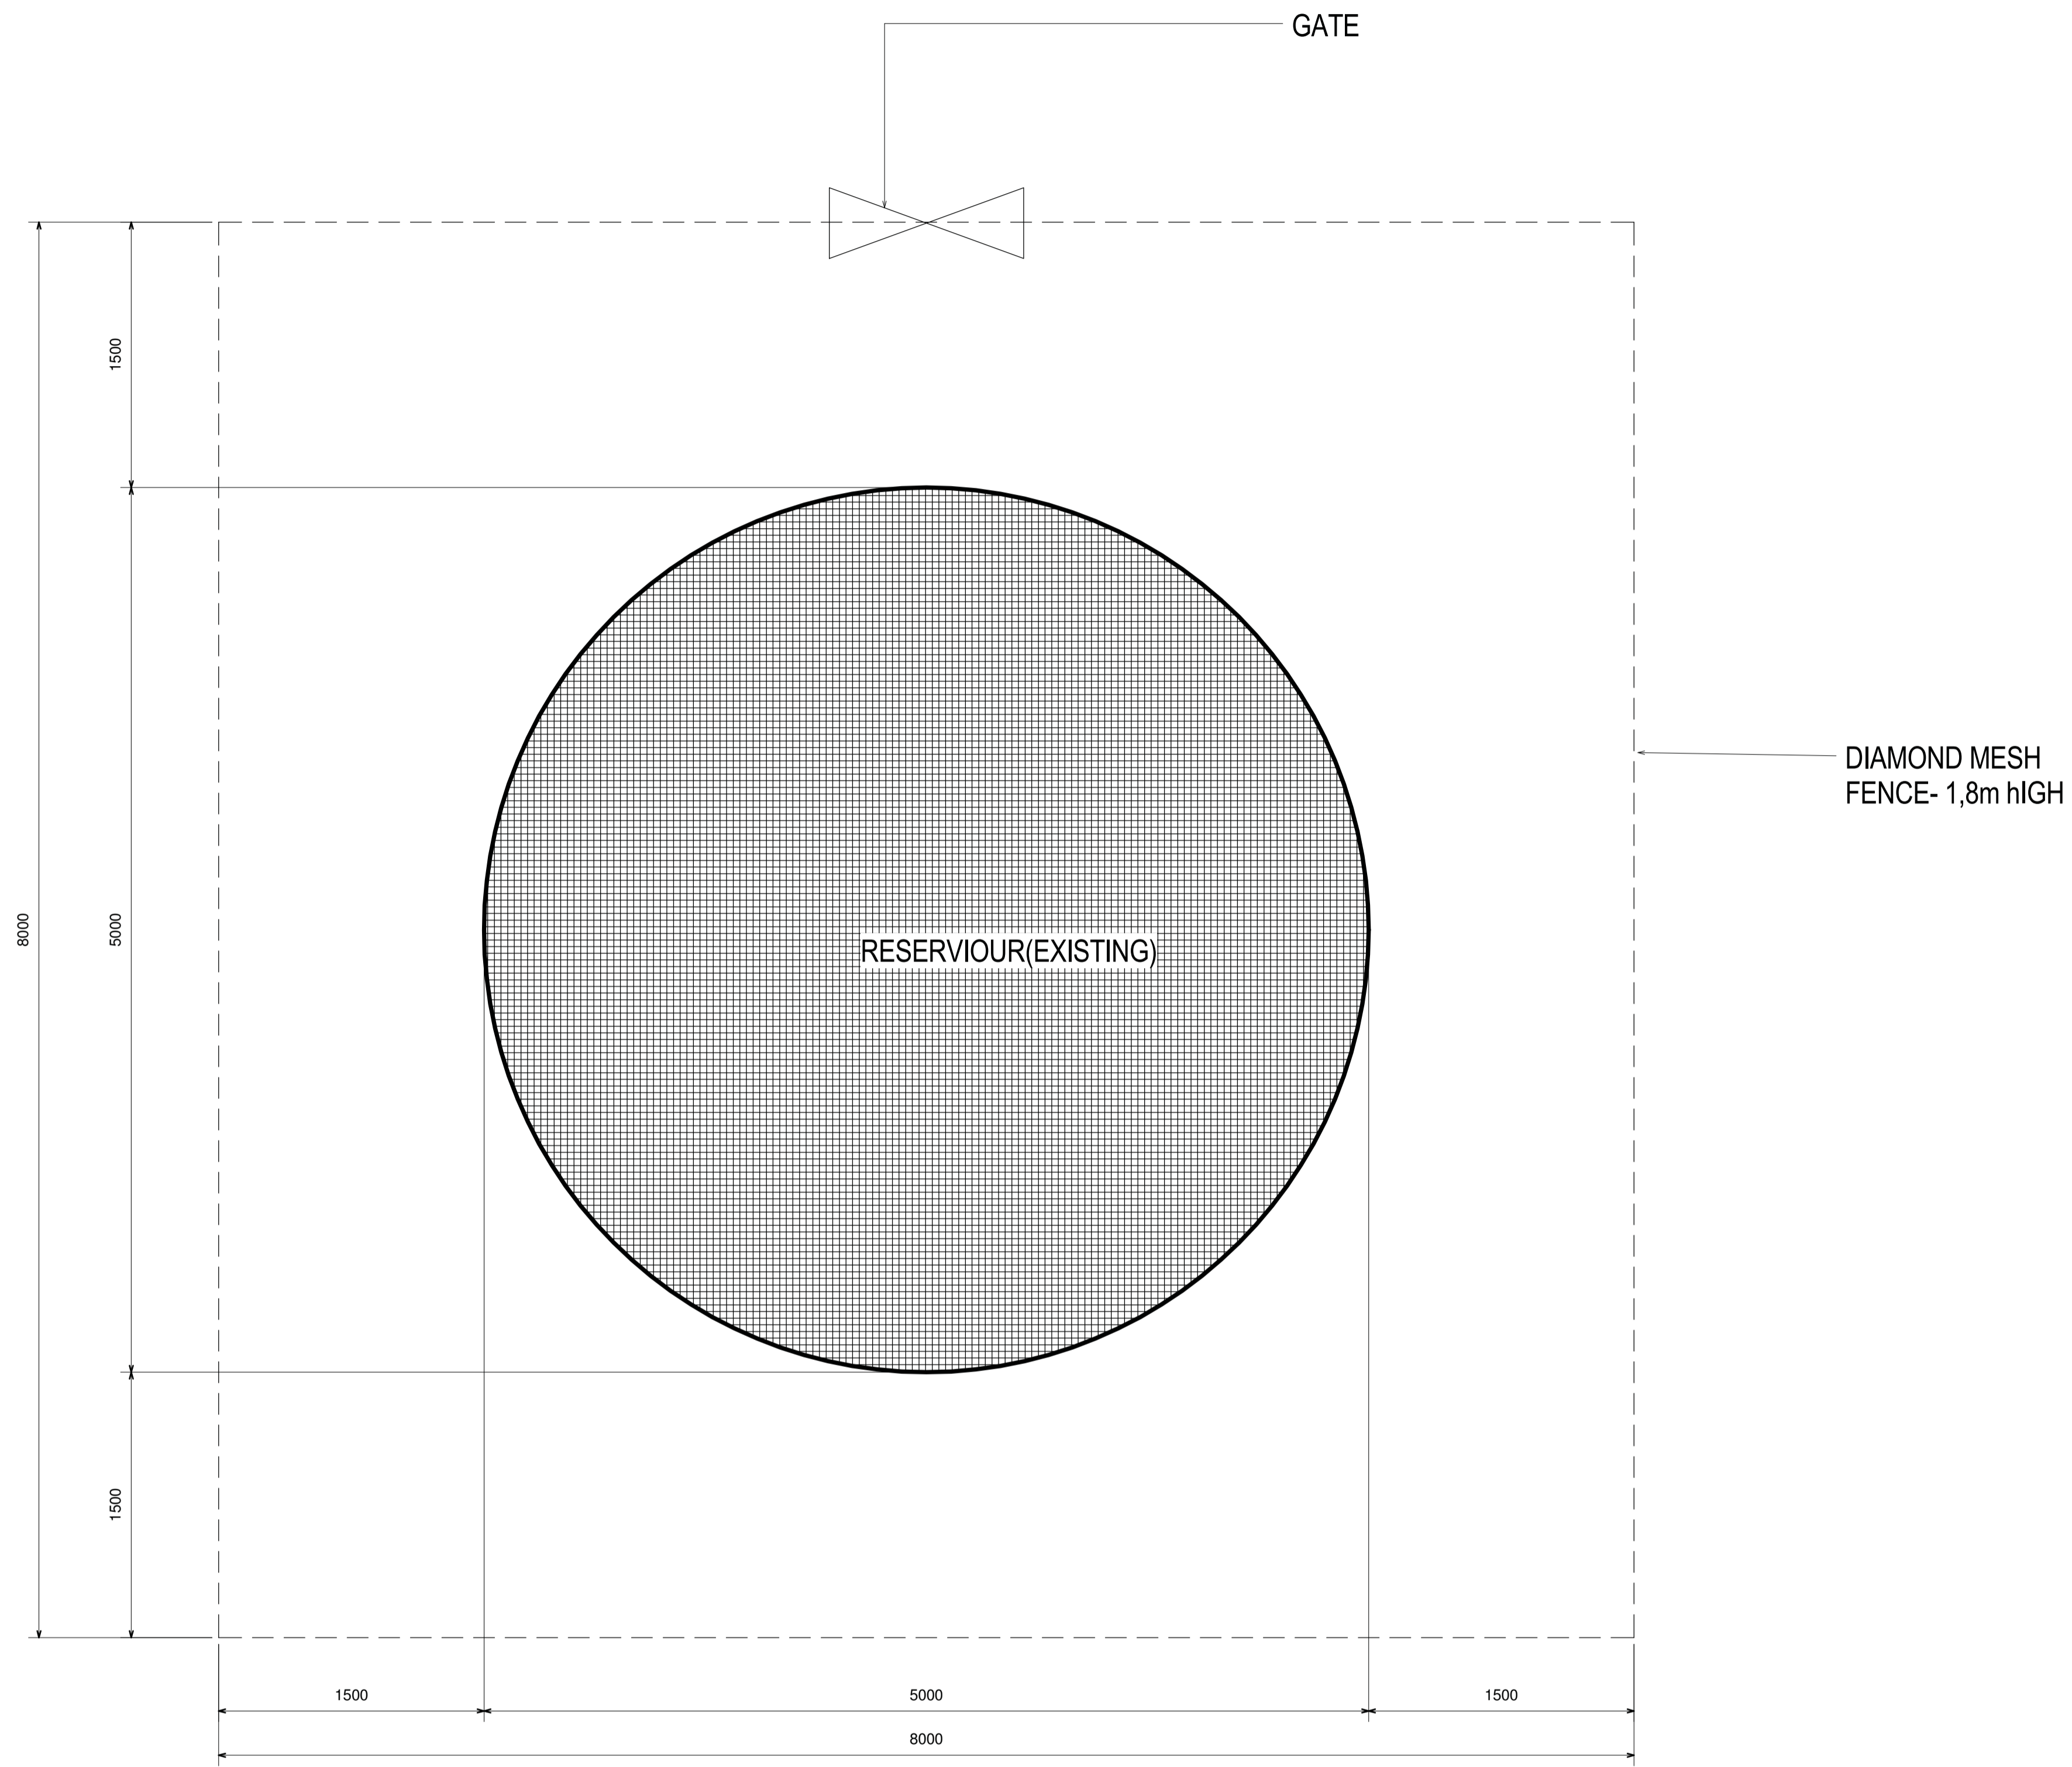 GATE
1500
8000
5000
DIAMOND MESH
FENCE- 1,8m hIGH
RESERVIOUR(EXISTING)
1500
1500
5000
1500
8000